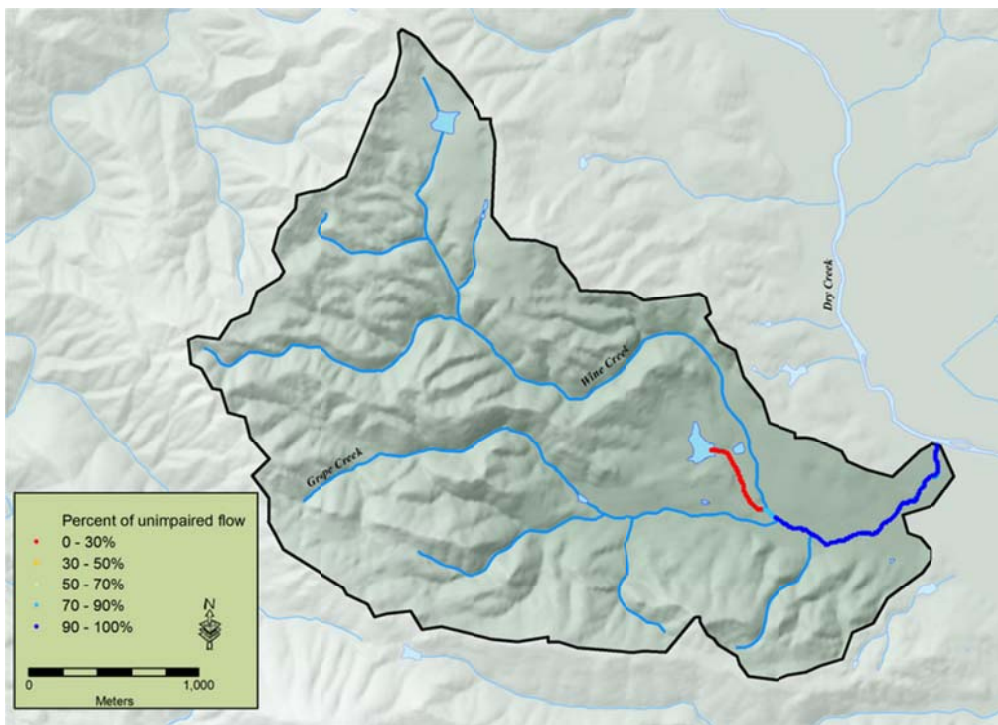 Dry Creek
Wine Creek
Grape Creek
Percent of unimpaired flow
0 - 30%
30 - 50%
50 - 70%
70 - 90%
90 - 100%
N
0 1,000
Meters